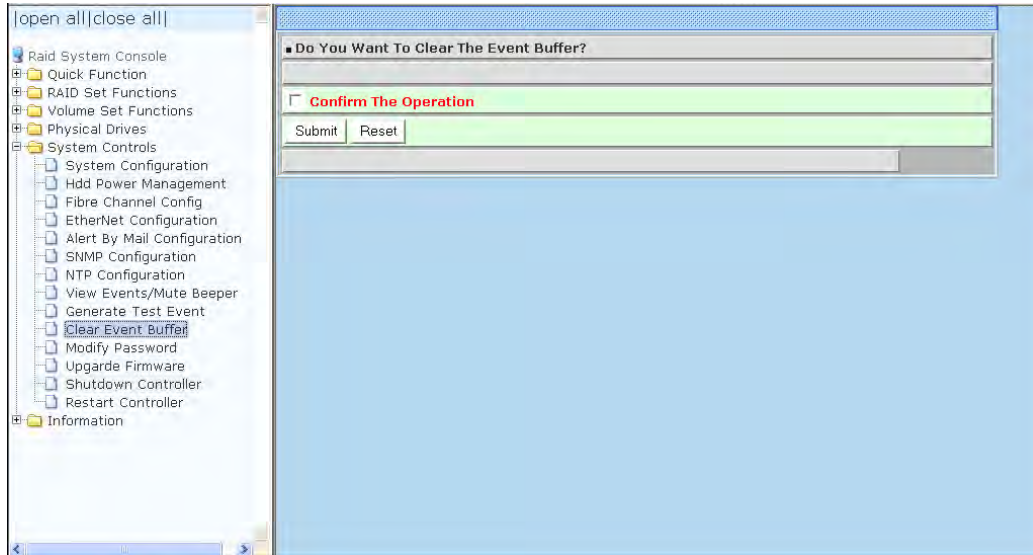 |open all|close all|
Raid System Console
Quick Function
RAID Set Functions
Volume Set Functions
Physical Drives
System Controls
System Configuration
Hdd Power Management
Fibre Channel Config
EtherNet Configuration
Alert By Mail Configuration
SNMP Configuration
NTP Configuration
View Events/Mute Beeper
Generate Test Event
Clear Event Buffer
Modify Password
Upgarde Firmware
Shutdown Controller
Restart Controller
Information
Do You Want To Clear The Event Buffer?
Confirm The Operation
Submit Reset